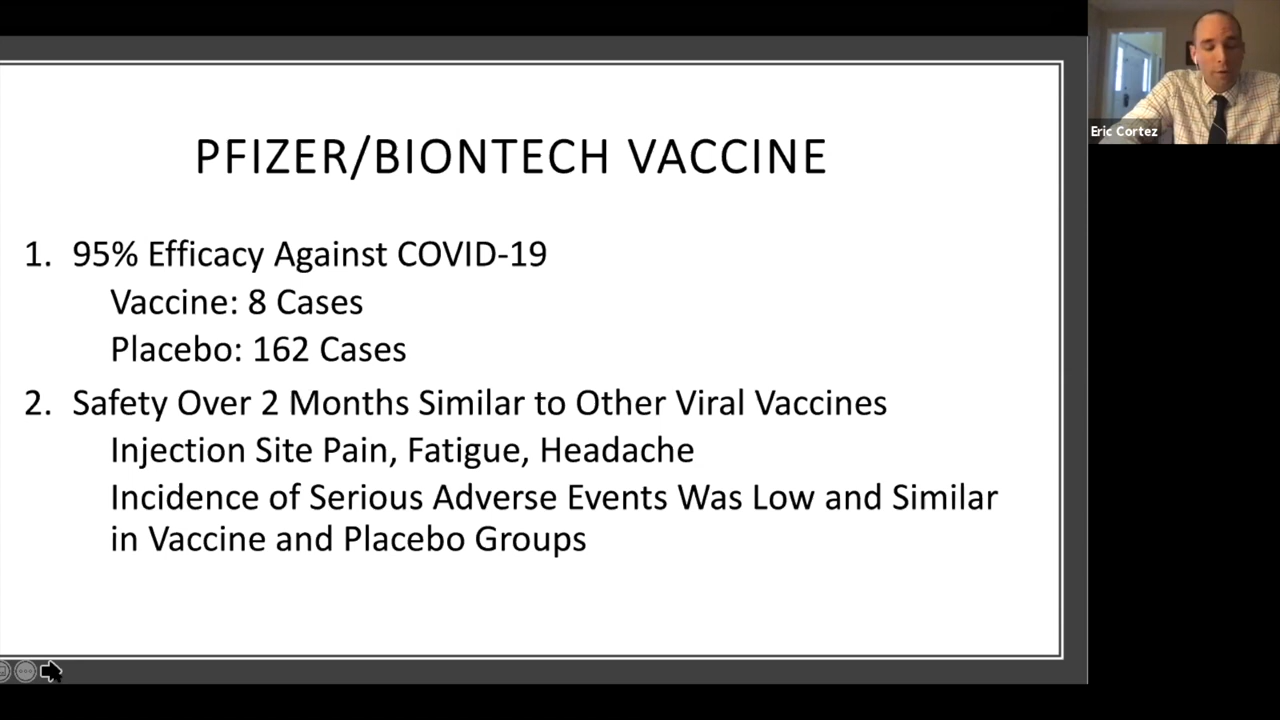 PFIZER/BIONTECH VACCINE
1. 95% Efficacy Against COVID-19
Vaccine: 8 Cases
Placebo: 162 Cases
2. Safety Over 2 Months Similar to Other Viral Vaccines
Injection Site Pain, Fatigue, Headache
Incidence of Serious Adverse Events Was Low and Similar
in Vaccine and Placebo Groups
Eric Cortez